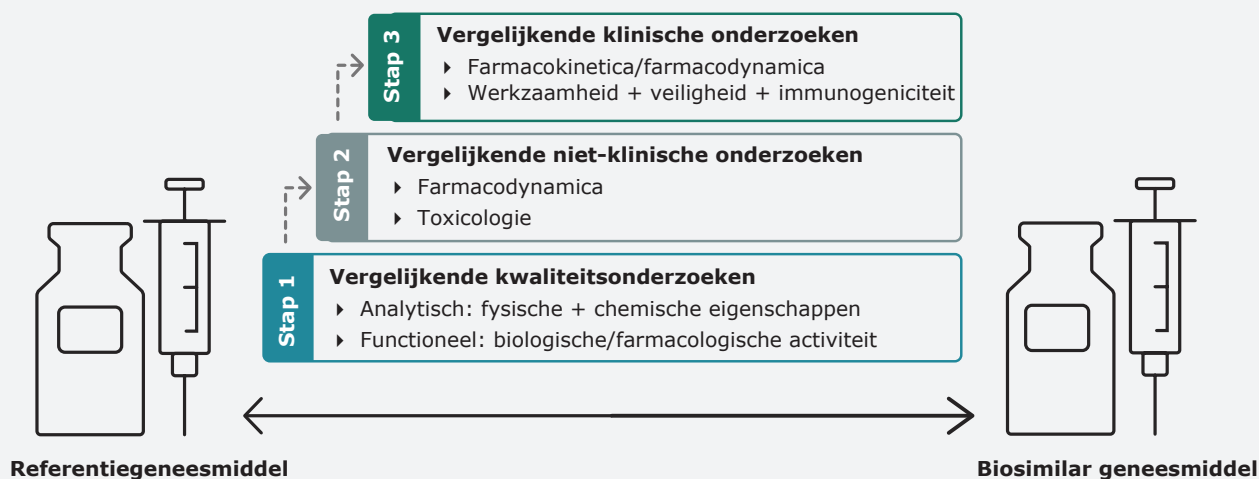 Stap 3
Vergelijkende klinische onderzoeken
‣ Farmacokinetica/farmacodynamica
‣ Werkzaamheid + veiligheid + immunogeniciteit
Stap 2
Vergelijkende niet-klinische onderzoeken
‣ Farmacodynamica
‣ Toxicologie
Stap 1
Vergelijkende kwaliteitsonderzoeken
‣ Analytisch: fysische + chemische eigenschappen
‣ Functioneel: biologische/farmacologische activiteit
Referentiegeneesmiddel
Biosimilar geneesmiddel